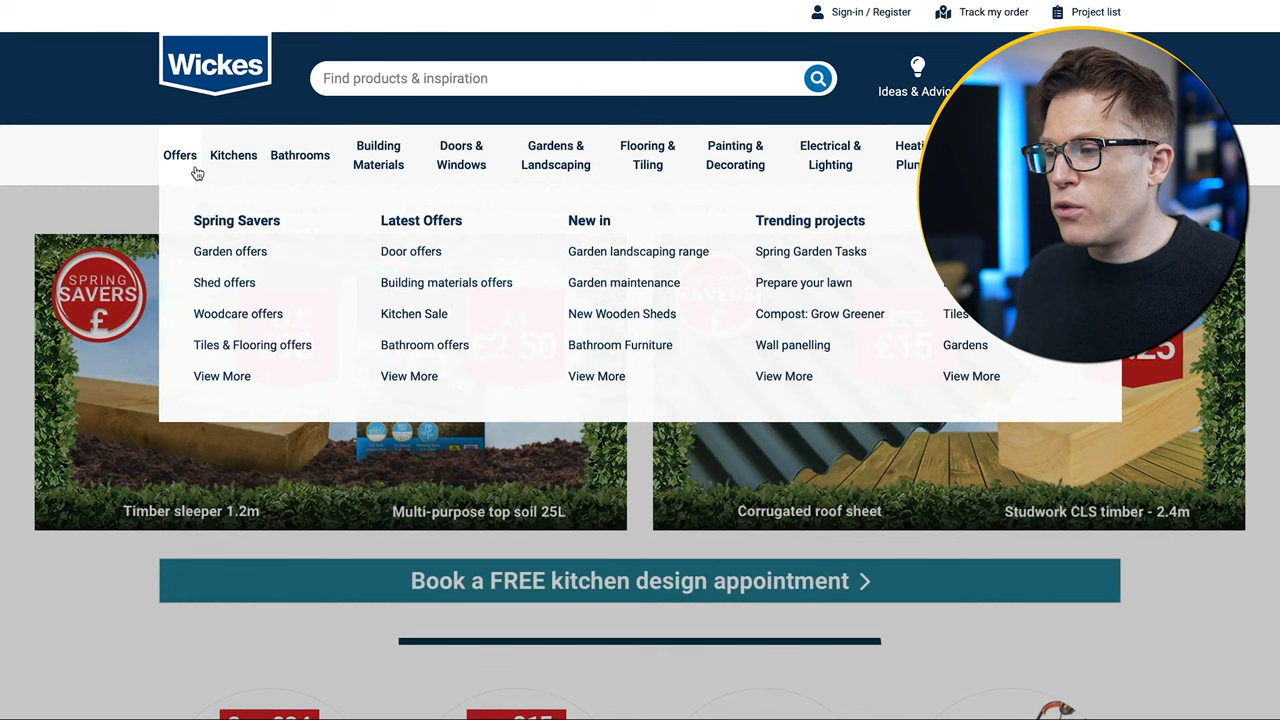 Sign-in / Register
Track my order
Project list
Wickes
Find products & inspiration
Ideas &
Offers
Kitchens
Bathrooms
Building
Materials
Doors &
Windows
Gardens &
Landscaping
Flooring &
Tiling
Painting &
Decorating
Electrical &
Lighting
Spring Savers
Garden offers
Shed offers
Woodcare offers
Tiles & Flooring offers
View More
Latest Offers
Door offers
Building materials offers
Kitchen Sale
Bathroom offers
View More
New in
Garden landscaping range
Garden maintenance
New Wooden Sheds
Bathroom Furniture
View More
Trending projects
Spring Garden Tasks
Prepare your lawn
Compost: Grow Greener
Wall panelling
View More
Tiles
Gardens
View More
SPRING
SAVERS
£
£2.50
£15
.25
Timber sleeper 1.2m
Multi-purpose top soil 25L
Corrugated roof sheet
Studwork CLS timber - 2.4m
Book a FREE kitchen design appointment >